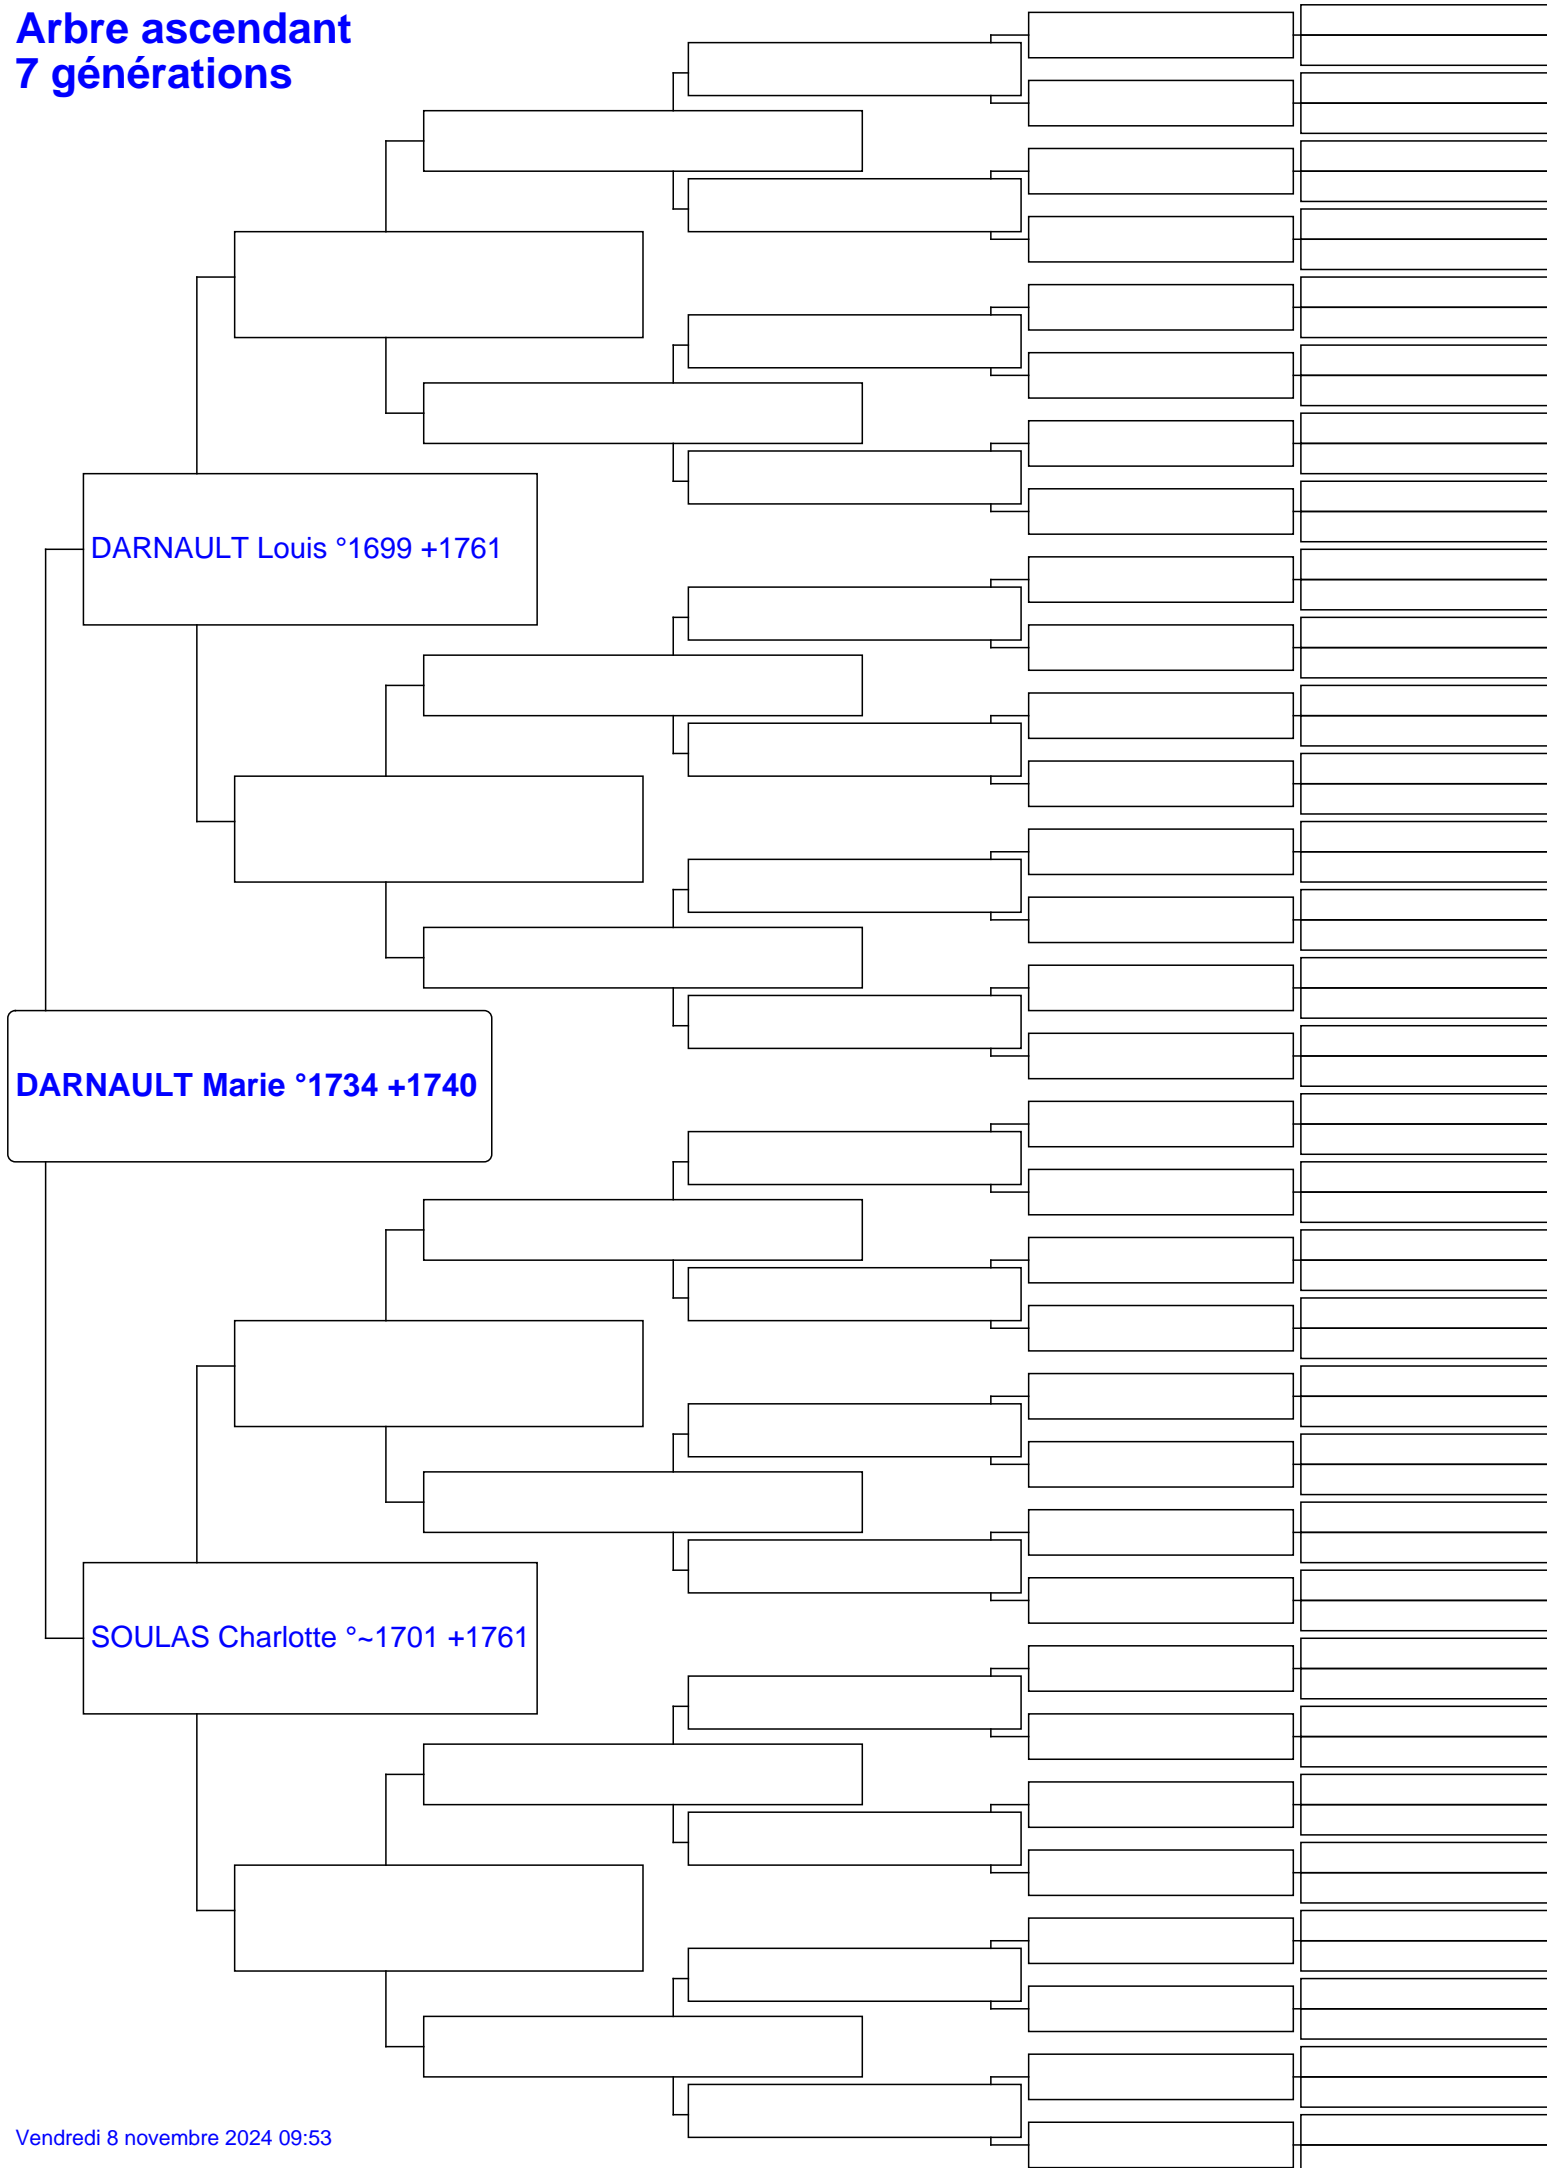 Arbre ascendant
7 générations
DARNAULT Louis °1699 +1761
DARNAULT Marie °1734 +1740
SOULAS Charlotte °~1701 +1761
Vendredi 8 novembre 2024 09:53